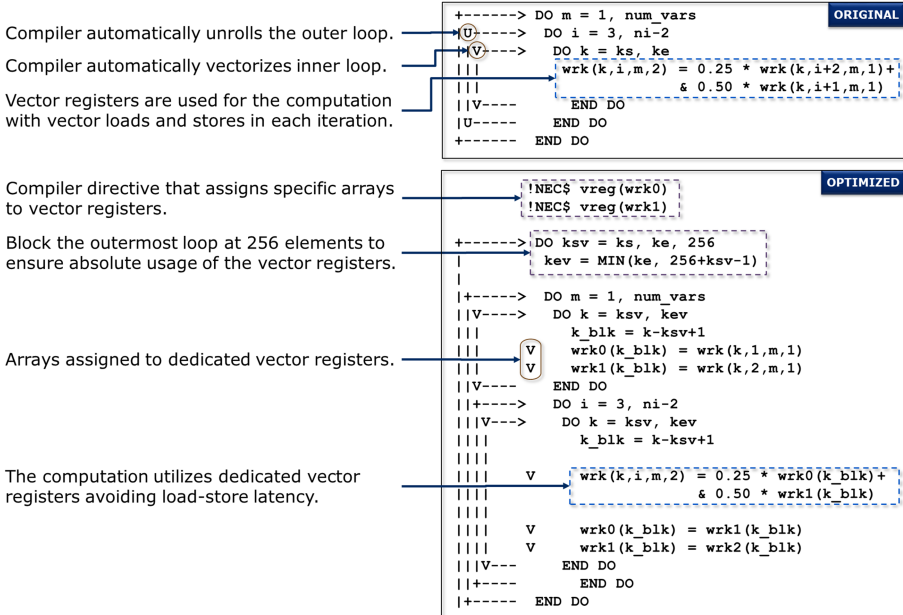 Compiler automatically unrolls the outer loop.
Compiler automatically vectorizes inner loop.
Vector registers are used for the computation
with vector loads and stores in each iteration.
ORIGINAL
+------> DO m = 1, num_vars
|U-----> DO i = 3, ni-2
||V----> DO k = ks, ke
||| wrk(k,i,m,2) = 0.25 * wrk(k,i+2,m,1)+
||| & 0.50 * wrk(k,i+1,m,1)
||V---- END DO
|U----- END DO
+------ END DO
Compiler directive that assigns specific arrays
to vector registers.
Block the outermost loop at 256 elements to
ensure absolute usage of the vector registers.
Arrays assigned to dedicated vector registers.
The computation utilizes dedicated vector
registers avoiding load-store latency.
OPTIMIZED
!NEC$ vreg(wrk0)
!NEC$ vreg(wrk1)
+------> DO ksv = ks, ke, 256
| kev = MIN(ke, 256+ksv-1)
|
|+-----> DO m = 1, num_vars
||V----> DO k = ksv, kev
||| k_blk = k-ksv+1
||| V wrk0(k_blk) = wrk(k,1,m,1)
||| V wrk1(k_blk) = wrk(k,2,m,1)
||V---- END DO
||+----> DO i = 3, ni-2
|||V---> DO k = ksv, kev
|||| k_blk = k-ksv+1
||||
|||| V wrk(k,i,m,2) = 0.25 * wrk0(k_blk)+
|||| & 0.50 * wrk1(k_blk)
||||
|||| V wrk0(k_blk) = wrk1(k_blk)
|||| V wrk1(k_blk) = wrk2(k_blk)
|||V--- END DO
||+---- END DO
|+----- END DO